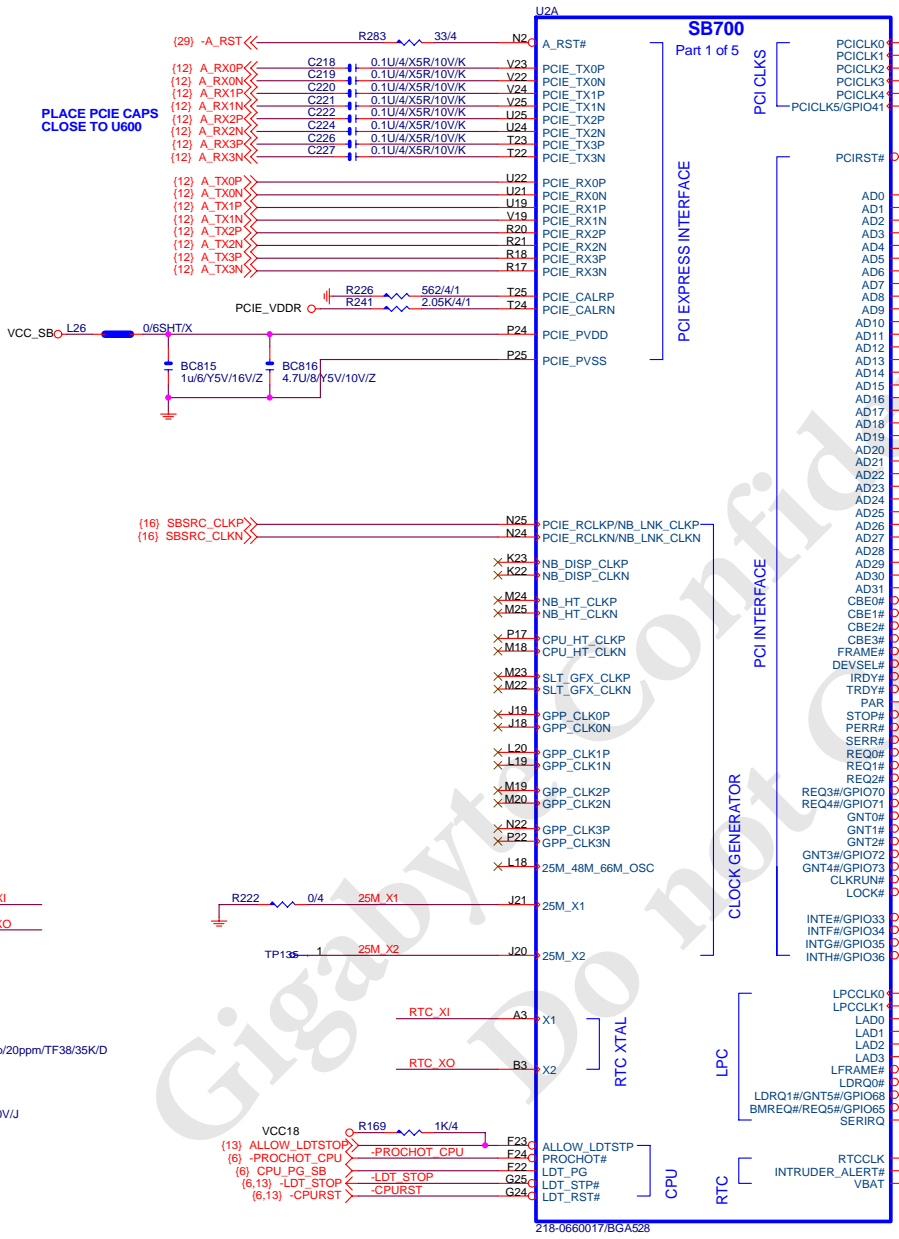 U2A
SB700
Part 1 of 5
{29} -A_RST R283 33/4 N2 A_RST#
{12} A_RX0P C218 0.1U/4/X5R/10V/K V23 PCIE_TX0P
{12} A_RX0N C219 0.1U/4/X5R/10V/K V22 PCIE_TX0N
{12} A_RX1P C220 0.1U/4/X5R/10V/K V24 PCIE_TX1P
{12} A_RX1N C221 0.1U/4/X5R/10V/K V25 PCIE_TX1N
{12} A_RX2P C222 0.1U/4/X5R/10V/K U25 PCIE_TX2P
{12} A_RX2N C224 0.1U/4/X5R/10V/K U24 PCIE_TX2N
{12} A_RX3P C226 0.1U/4/X5R/10V/K T23 PCIE_TX3P
{12} A_RX3N C227 0.1U/4/X5R/10V/K T22 PCIE_TX3N
PLACE PCIE CAPS
CLOSE TO U600
{12} A_TX0P U22 PCIE_RX0P
{12} A_TX0N U21 PCIE_RX0N
{12} A_TX1P U19 PCIE_RX1P
{12} A_TX1N V19 PCIE_RX1N
{12} A_TX2P R20 PCIE_RX2P
{12} A_TX2N R21 PCIE_RX2N
{12} A_TX3P R18 PCIE_RX3P
{12} A_TX3N R17 PCIE_RX3N
R226 562/4/1 T25 PCIE_CALRP
PCIE_VDDR R241 2.05K/4/1 T24 PCIE_CALRN
VCC_SB L26 0/6SHT/X P24 PCIE_PVDD
P25 PCIE_PVSS
BC815
1u/6/Y5V/16V/Z
BC816
4.7U/8/Y5V/10V/Z
PCI EXPRESS INTERFACE
{16} SBSRC_CLKP N25 PCIE_RCLKP/NB_LNK_CLKP
{16} SBSRC_CLKN N24 PCIE_RCLKN/NB_LNK_CLKN
K23 NB_DISP_CLKP
K22 NB_DISP_CLKN
M24 NB_HT_CLKP
M25 NB_HT_CLKN
P17 CPU_HT_CLKP
M18 CPU_HT_CLKN
M23 SLT_GFX_CLKP
M22 SLT_GFX_CLKN
J19 GPP_CLK0P
J18 GPP_CLK0N
L20 GPP_CLK1P
L19 GPP_CLK1N
M19 GPP_CLK2P
M20 GPP_CLK2N
N22 GPP_CLK3P
P22 GPP_CLK3N
L18 25M_48M_66M_OSC
R222 0/4 25M_X1 J21 25M_X1
TP135 1 25M_X2 J20 25M_X2
CLOCK GENERATOR
XI
XO
RTC_XI A3 X1
RTC_XO B3 X2
RTC XTAL
/20ppm/TF38/35K/D
0V/J
VCC18 R169 1K/4
{13} ALLOW_LDTSTOP F23 ALLOW_LDTSTP
{6} -PROCHOT_CPU -PROCHOT_CPU F24 PROCHOT#
{6} CPU_PG_SB F22 LDT_PG
{6,13} -LDT_STOP -LDT_STOP G25 LDT_STP#
{6,13} -CPURST -CPURST G24 LDT_RST#
CPU
218-0660017/BGA528
PCI CLKS
PCICLK0
PCICLK1
PCICLK2
PCICLK3
PCICLK4
PCICLK5/GPIO41
PCIRST#
PCI INTERFACE
AD0
AD1
AD2
AD3
AD4
AD5
AD6
AD7
AD8
AD9
AD10
AD11
AD12
AD13
AD14
AD15
AD16
AD17
AD18
AD19
AD20
AD21
AD22
AD23
AD24
AD25
AD26
AD27
AD28
AD29
AD30
AD31
CBE0#
CBE1#
CBE2#
CBE3#
FRAME#
DEVSEL#
IRDY#
TRDY#
PAR
STOP#
PERR#
SERR#
REQ0#
REQ1#
REQ2#
REQ3#/GPIO70
REQ4#/GPIO71
GNT0#
GNT1#
GNT2#
GNT3#/GPIO72
GNT4#/GPIO73
CLKRUN#
LOCK#
INTE#/GPIO33
INTF#/GPIO34
INTG#/GPIO35
INTH#/GPIO36
LPC
LPCCLK0
LPCCLK1
LAD0
LAD1
LAD2
LAD3
LFRAME#
LDRQ0#
LDRQ1#/GNT5#/GPIO68
BMREQ#/REQ5#/GPIO65
SERIRQ
RTC
RTCCLK
INTRUDER_ALERT#
VBAT
Gigabyte Confid
Do not C